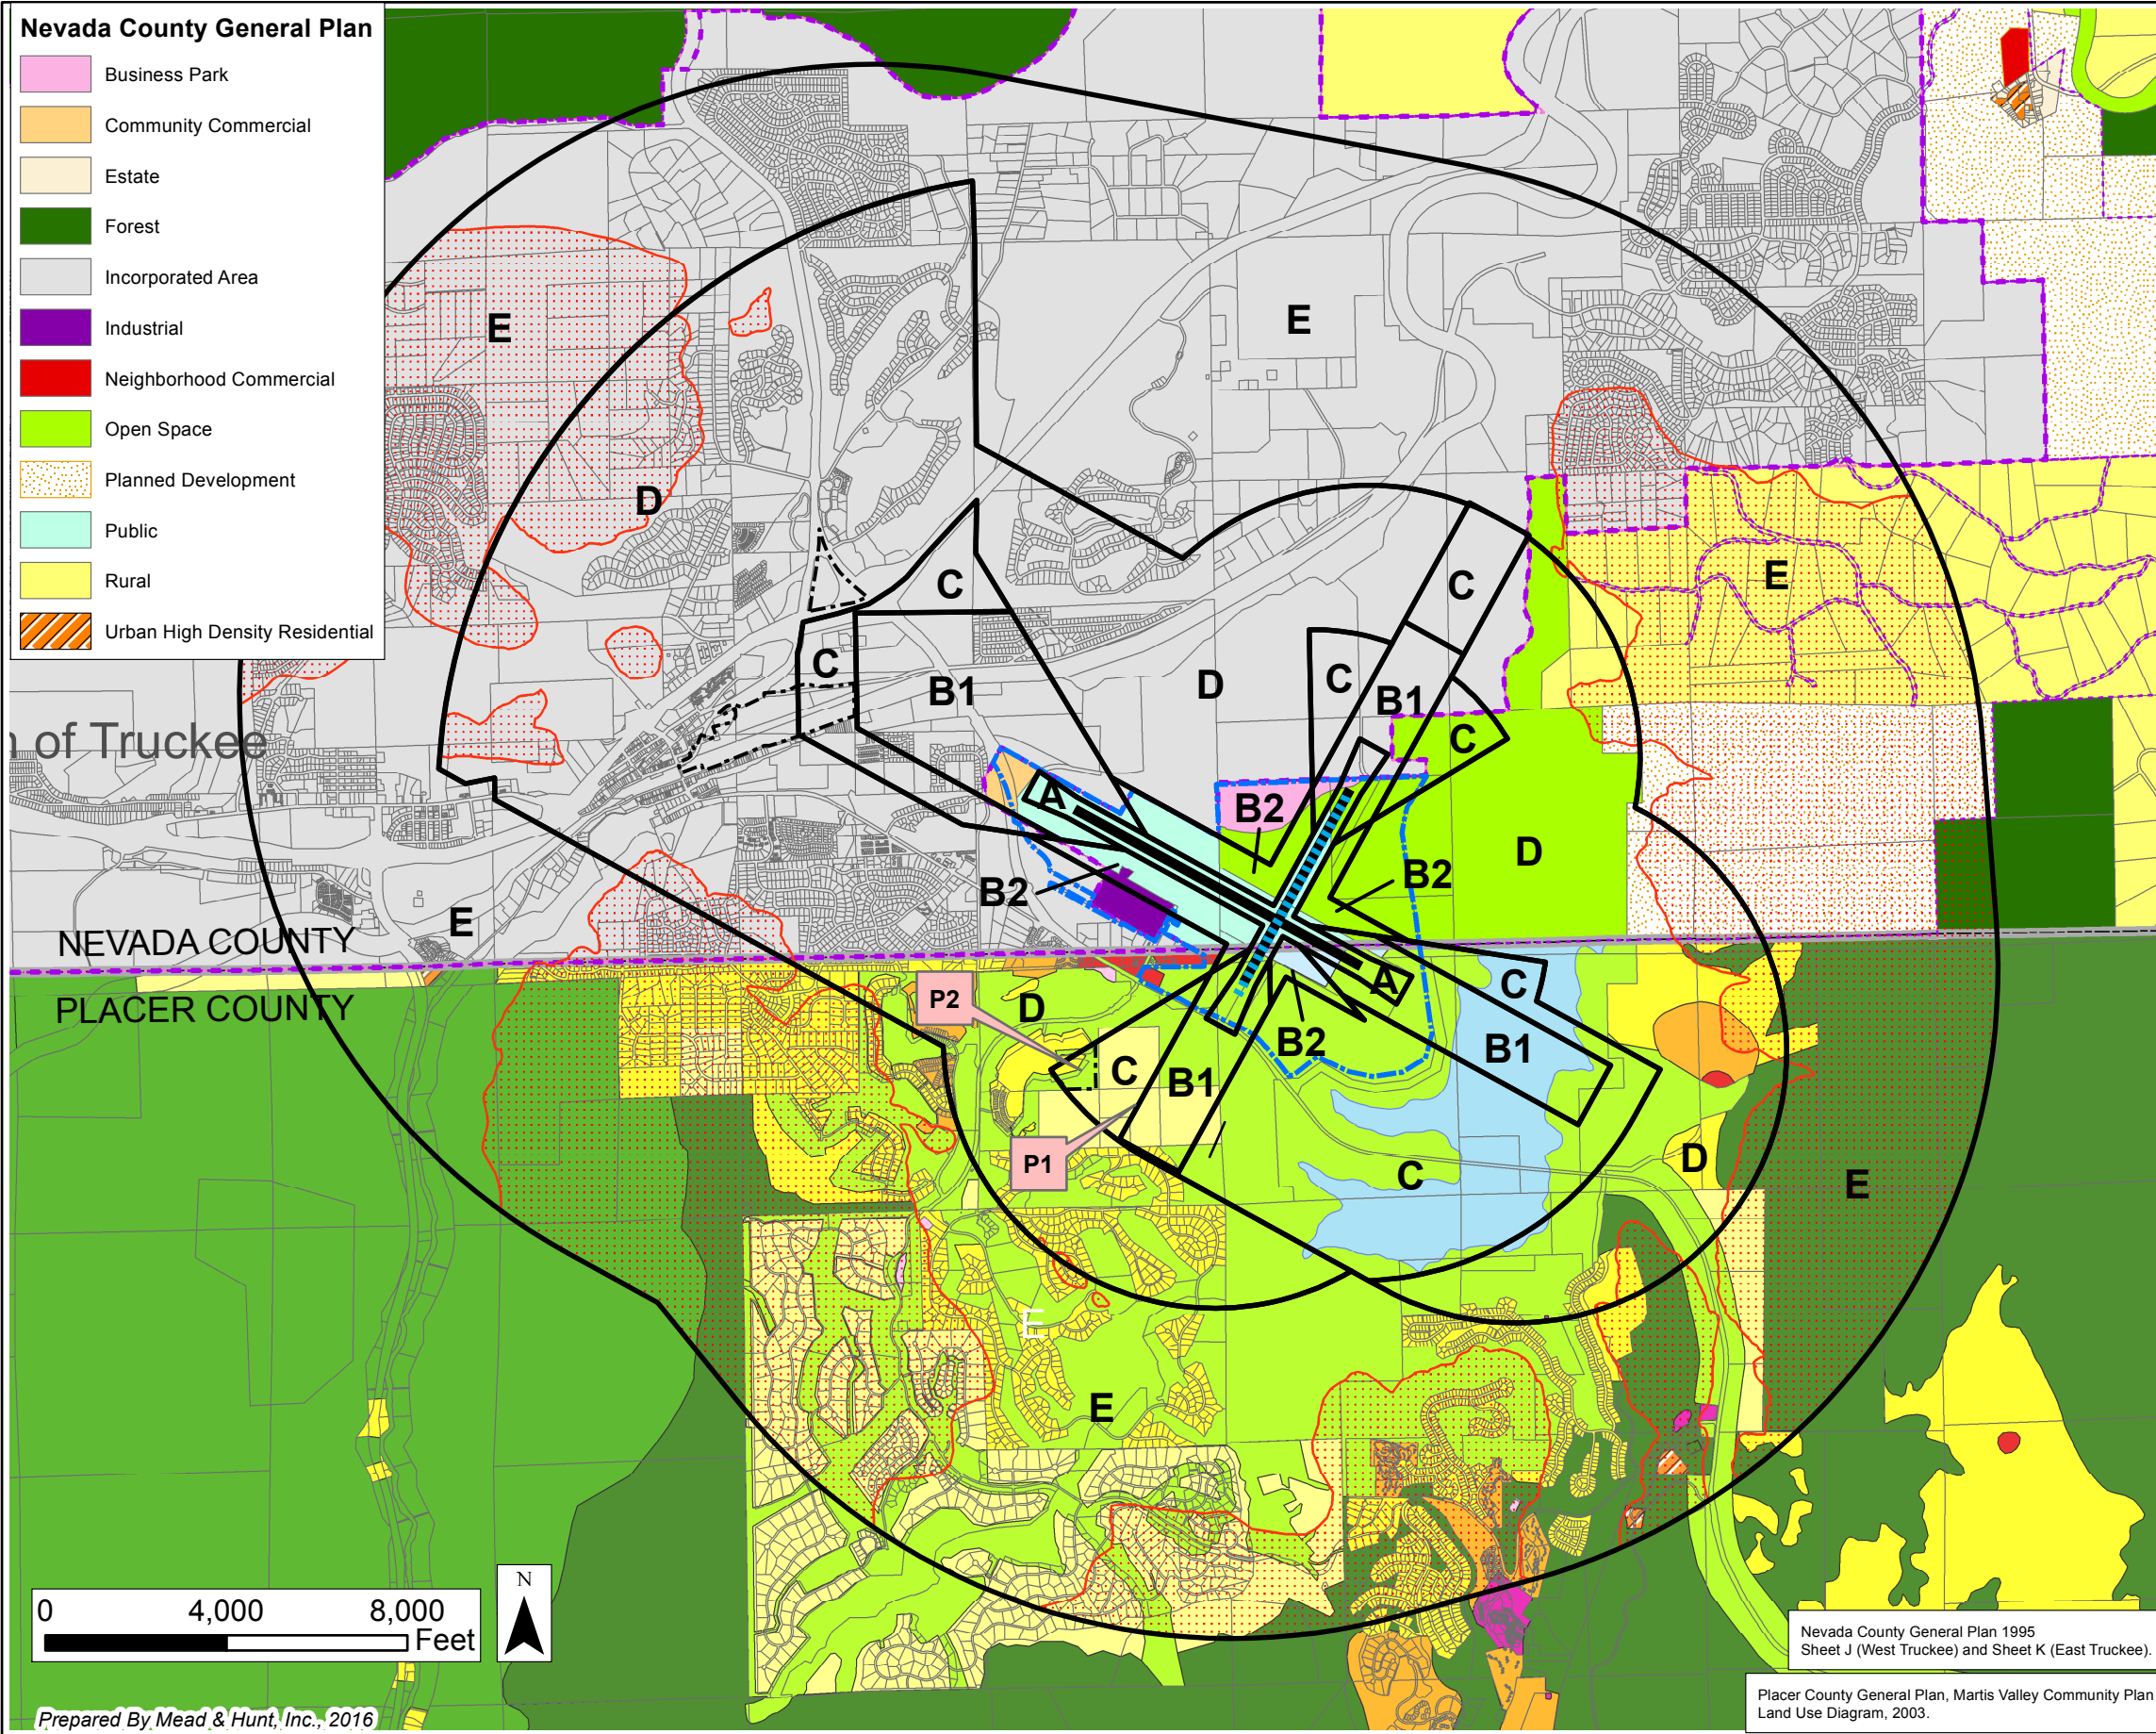 Nevada County General Plan
Business Park
Community Commercial
Estate
Forest
Incorporated Area
Industrial
Neighborhood Commercial
Open Space
Planned Development
Public
Rural
Urban High Density Residential
E
E
D
C
C
E
C
B1
D
C
B1
C
n of Truckee
A
B2
B2
B2
D
E
NEVADA COUNTY
PLACER COUNTY
P2
D
A
C
B2
B1
C
B1
P1
C
D
E
E
E
0 4,000 8,000
Feet
N
Prepared By Mead & Hunt, Inc., 2016
Nevada County General Plan 1995
Sheet J (West Truckee) and Sheet K (East Truckee).
Placer County General Plan, Martis Valley Community Plan
Land Use Diagram, 2003.